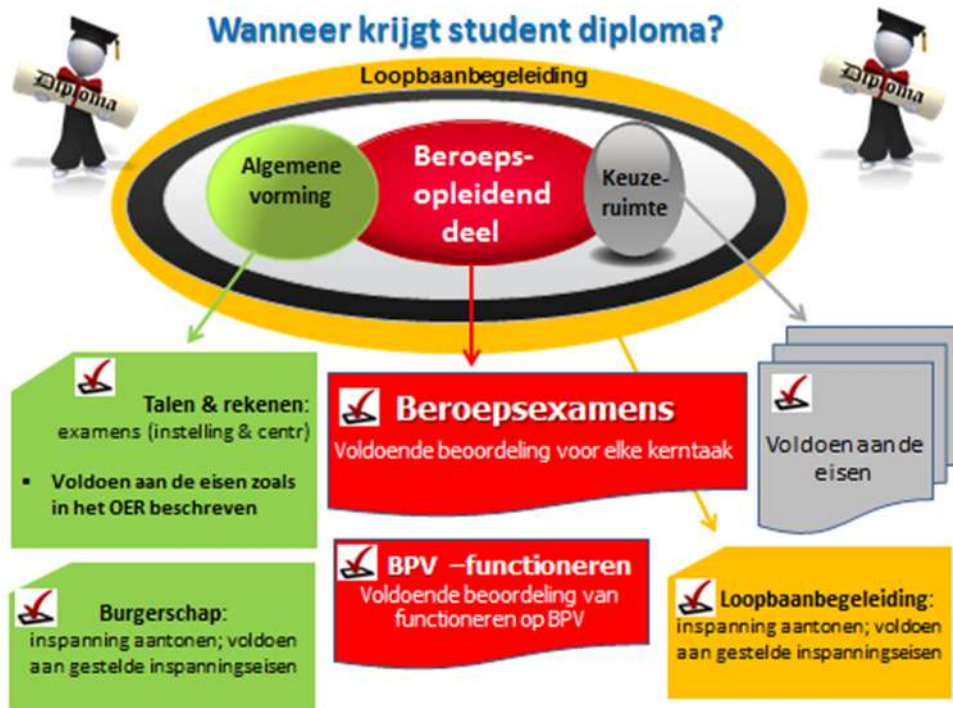 Wanneer krijgt student diploma?
Diploma
Diploma
Loopbaanbegeleiding
Algemene
vorming
Beroeps-
opleidend
deel
Keuze-
ruimte
Talen & rekenen:
examens (instelling & centr)
▪ Voldoen aan de eisen zoals
in het OER beschreven
Beroepsexamens
Voldoende beoordeling voor elke kerntaak
Voldoen aan de
eisen
Burgerschap:
inspanning aantonen; voldoen
aan gestelde inspanningseisen
BPV –functioneren
Voldoende beoordeling van
functioneren op BPV
Loopbaanbegeleiding:
inspanning aantonen; voldoen
aan gestelde inspanningseisen